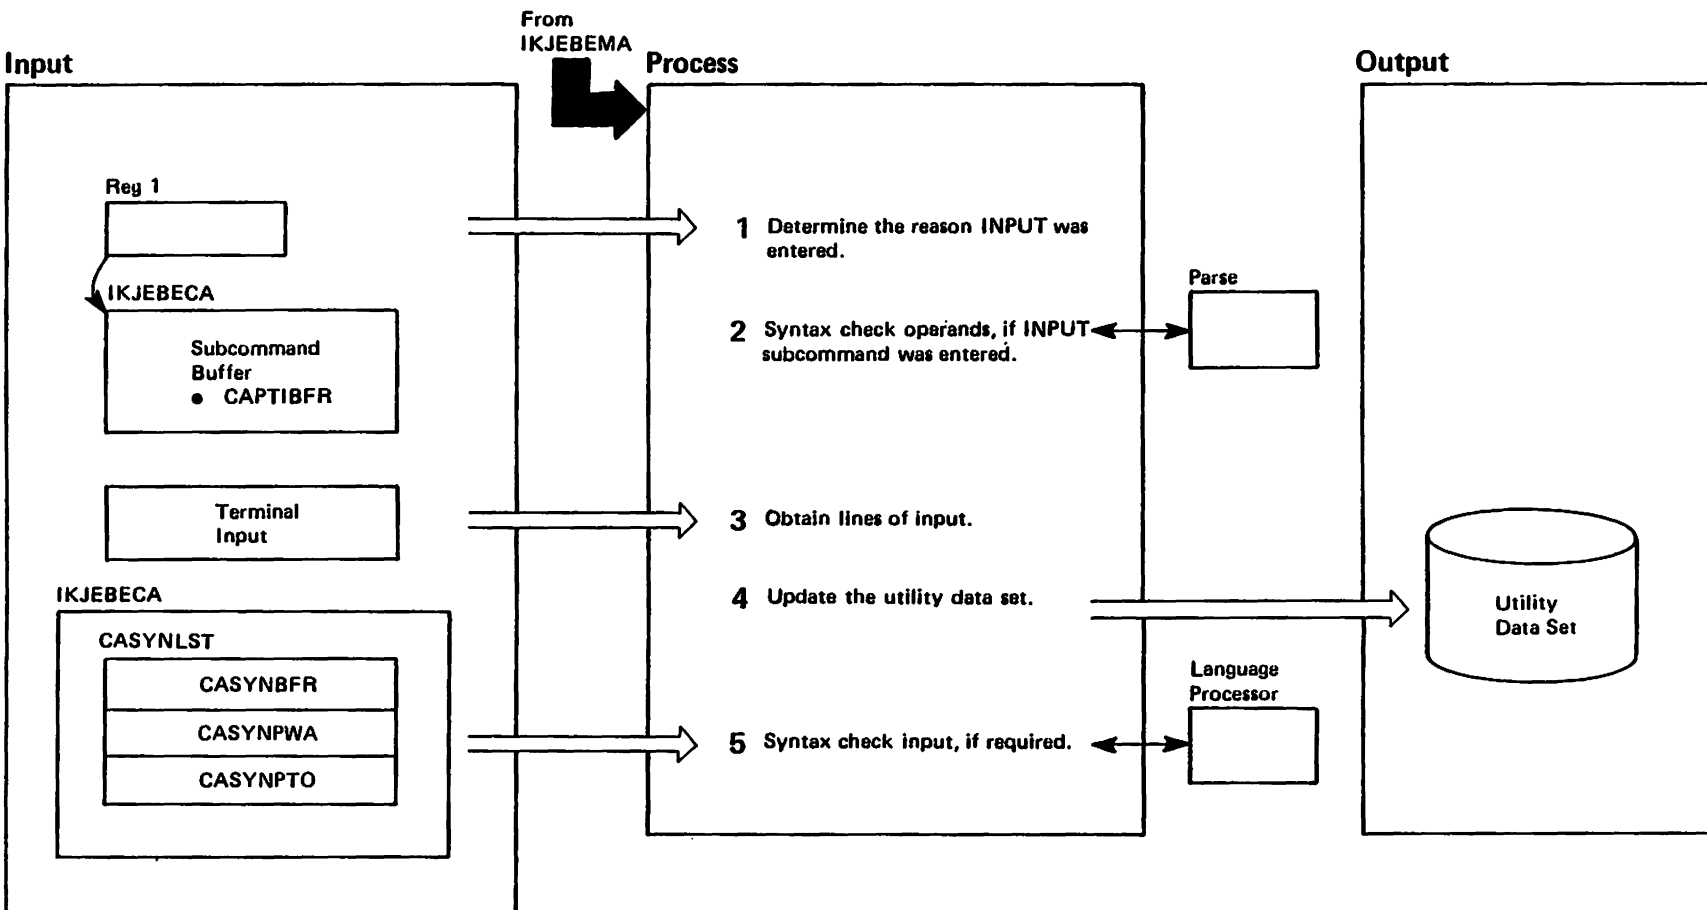 From
IKJEBEMA
Input
Process
Output
Reg 1
IKJEBECA
Subcommand
Buffer
● CAPTIBFR
Terminal
Input
IKJEBECA
CASYNLST
CASYNBFR
CASYNPWA
CASYNPTO
1 Determine the reason INPUT was
entered.
2 Syntax check operands, if INPUT
subcommand was entered.
3 Obtain lines of input.
4 Update the utility data set.
5 Syntax check input, if required.
Parse
Language
Processor
Utility
Data Set